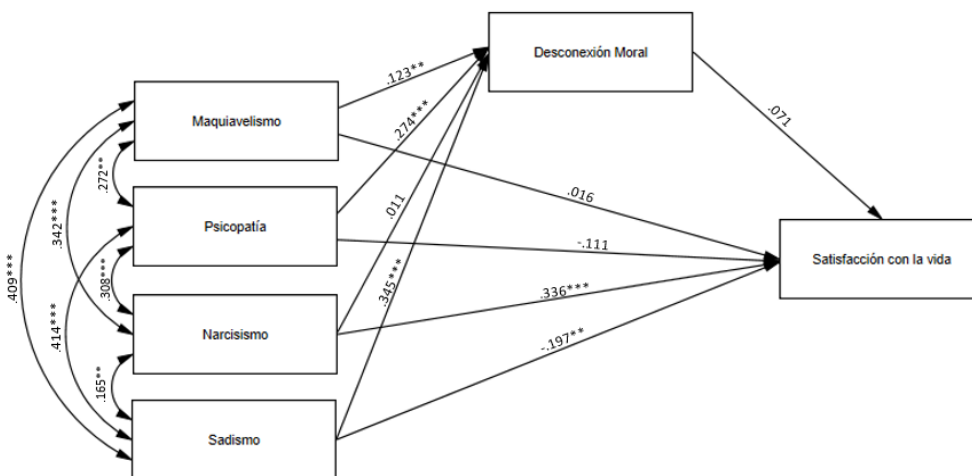 Desconexión Moral
.123**
Maquiavelismo
.071
.274***
.272**
.016
.011
.342***
Psicopatía
-.111
Satisfacción con la vida
.409***
.308***
.345***
.336***
.414***
Narcisismo
-.197**
.165**
Sadismo